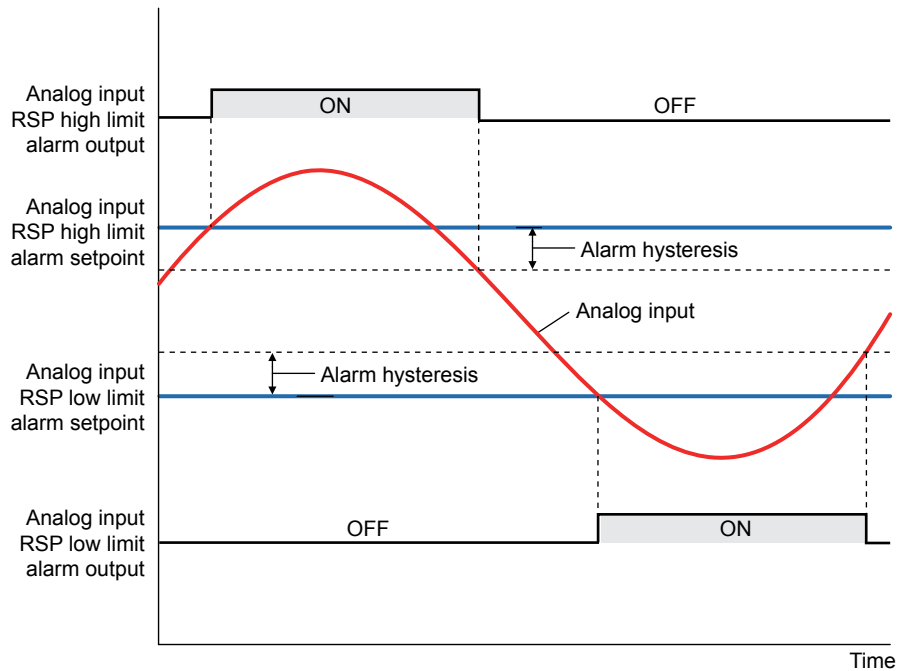 Analog input
RSP high limit
alarm output
ON
OFF
Analog input
RSP high limit
alarm setpoint
Alarm hysteresis
Analog input
Alarm hysteresis
Analog input
RSP low limit
alarm setpoint
Analog input
RSP low limit
alarm output
OFF
ON
Time